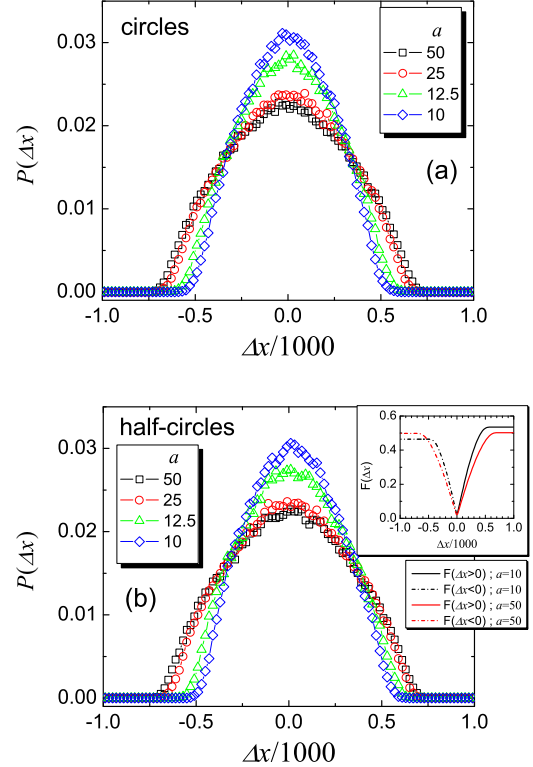 circles
a
50
25
12.5
10
(a)
P(Δx)
0.03
0.02
0.01
0.00
-1.0 -0.5 0.0 0.5 1.0
Δx/1000
half-circles
a
50
25
12.5
10
(b)
P(Δx)
0.03
0.02
0.01
0.00
-1.0 -0.5 0.0 0.5 1.0
Δx/1000
F(Δx)
0.6
0.4
0.2
0.0
-1.0 -0.5 0.0 0.5 1.0
Δx/1000
F(Δx>0) ; a=10
F(Δx<0) ; a=10
F(Δx>0) ; a=50
F(Δx<0) ; a=50